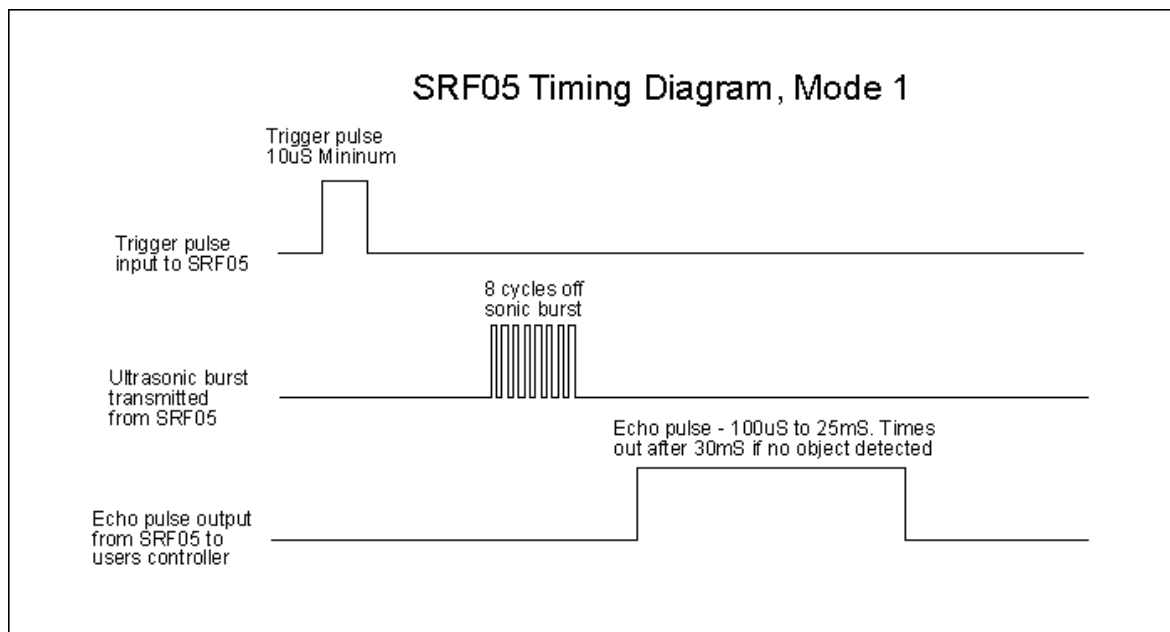 SRF05 Timing Diagram, Mode 1
Trigger pulse
10uS Mininum
Trigger pulse
input to SRF05
8 cycles off
sonic burst
Ultrasonic burst
transmitted
from SRF05
Echo pulse - 100uS to 25mS. Times
out after 30mS if no object detected
Echo pulse output
from SRF05 to
users controller